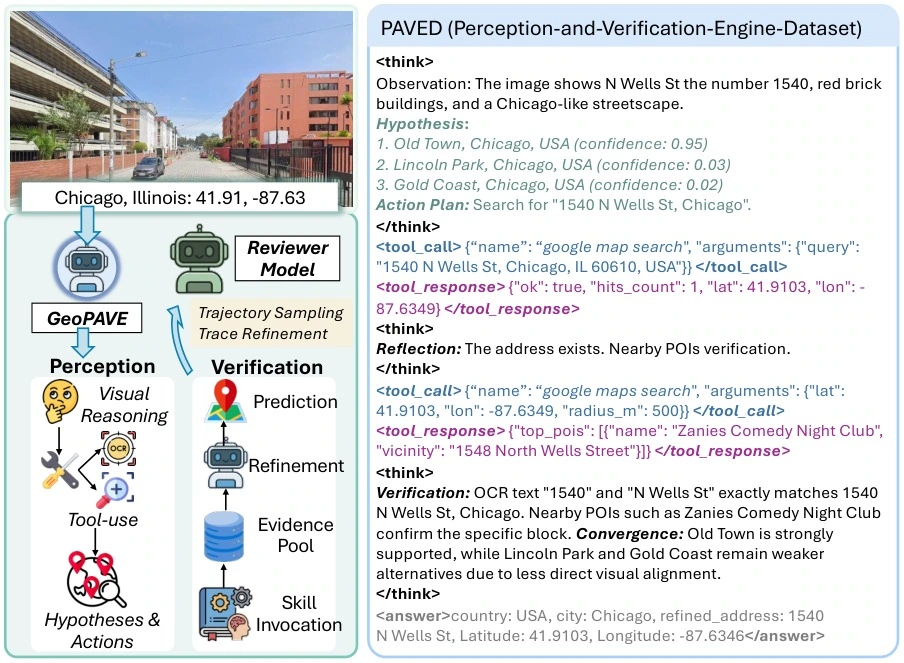 Chicago, Illinois: 41.91, -87.63
Reviewer
Model
GeoPAVE
Trajectory Sampling
Trace Refinement
Perception
Visual
Reasoning
OCR
Tool-use
Hypotheses &
Actions
Verification
Prediction
Refinement
Evidence
Pool
Skill
Invocation
PAVED (Perception-and-Verification-Engine-Dataset)
<think>
Observation: The image shows N Wells St the number 1540, red brick
buildings, and a Chicago-like streetscape.
Hypothesis:
1. Old Town, Chicago, USA (confidence: 0.95)
2. Lincoln Park, Chicago, USA (confidence: 0.03)
3. Gold Coast, Chicago, USA (confidence: 0.02)
Action Plan: Search for "1540 N Wells St, Chicago".
</think>
<tool_call> {“name”: “google map search", "arguments": {"query":
"1540 N Wells St, Chicago, IL 60610, USA"}} </tool_call>
<tool_response> {"ok": true, "hits_count": 1, "lat": 41.9103, "lon": -
87.6349} </tool_response>
<think>
Reflection: The address exists. Nearby POIs verification.
</think>
<tool_call> {“name”: “google maps search", "arguments": {"lat":
41.9103, "lon": -87.6349, "radius_m": 500}} </tool_call>
<tool_response> {"top_pois": [{"name": "Zanies Comedy Night Club",
"vicinity": "1548 North Wells Street"}]} </tool_response>
<think>
Verification: OCR text "1540" and "N Wells St" exactly matches 1540
N Wells St, Chicago. Nearby POIs such as Zanies Comedy Night Club
confirm the specific block. Convergence: Old Town is strongly
supported, while Lincoln Park and Gold Coast remain weaker
alternatives due to less direct visual alignment.
</think>
<answer>country: USA, city: Chicago, refined_address: 1540
N Wells St, Latitude: 41.9103, Longitude: -87.6346</answer>